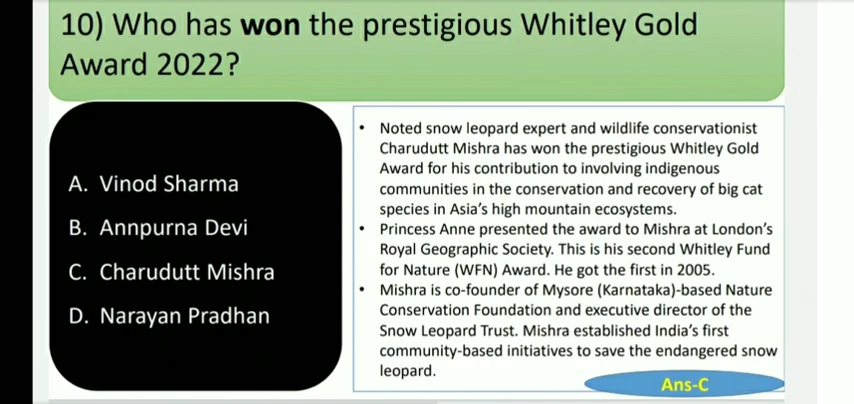 10) Who has won the prestigious Whitley Gold
Award 2022?
A. Vinod Sharma
B. Annpurna Devi
C. Charudutt Mishra
D. Narayan Pradhan
• Noted snow leopard expert and wildlife conservationist
Charudutt Mishra has won the prestigious Whitley Gold
Award for his contribution to involving indigenous
communities in the conservation and recovery of big cat
species in Asia's high mountain ecosystems.
• Princess Anne presented the award to Mishra at London's
Royal Geographic Society. This is his second Whitley Fund
for Nature (WFN) Award. He got the first in 2005.
• Mishra is co-founder of Mysore (Karnataka)-based Nature
Conservation Foundation and executive director of the
Snow Leopard Trust. Mishra established India's first
community-based initiatives to save the endangered snow
leopard.
Ans-C